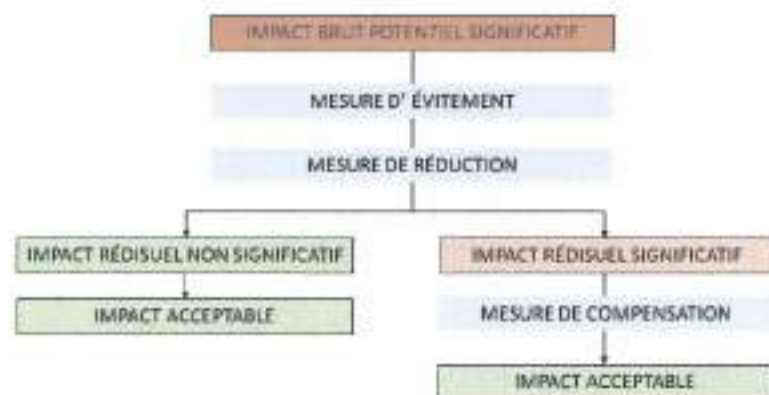 IMPACT BRUT POTENTIEL SIGNIFICATIF
MESURE D' ÉVITEMENT
MESURE DE RÉDUCTION
IMPACT RÉDISUEL NON SIGNIFICATIF
IMPACT RÉDISUEL SIGNIFICATIF
IMPACT ACCEPTABLE
MESURE DE COMPENSATION
IMPACT ACCEPTABLE